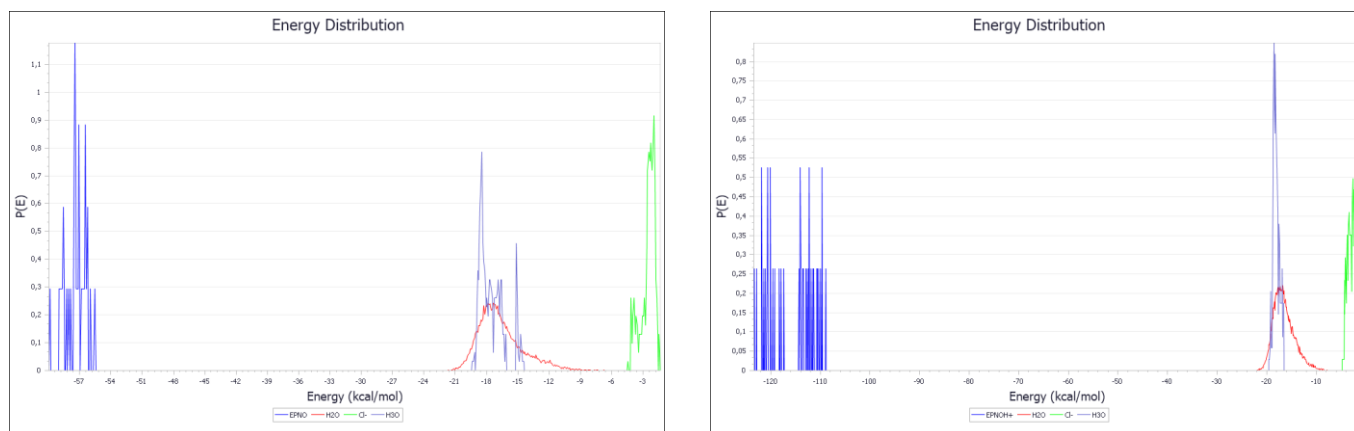 Energy Distribution
P(E)
1,1
1
0,9
0,8
0,7
0,6
0,5
0,4
0,3
0,2
0,1
0
-57 -54 -51 -48 -45 -42 -39 -36 -33 -30 -27 -24 -21 -18 -15 -12 -9 -6 -3
Energy (kcal/mol)
EPNO H2O Cl- H3O
Energy Distribution
P(E)
0,8
0,75
0,7
0,65
0,6
0,55
0,5
0,45
0,4
0,35
0,3
0,25
0,2
0,15
0,1
0,05
0
-120 -110 -100 -90 -80 -70 -60 -50 -40 -30 -20 -10
Energy (kcal/mol)
EPNOH+ H2O Cl- H3O